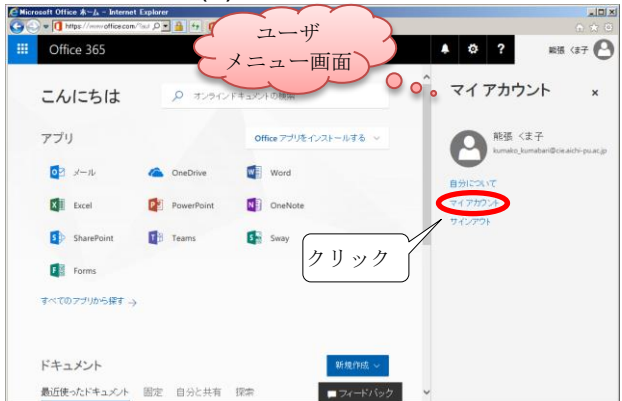 Microsoft Office ホーム - Internet Explorer
Office 365
ユーザ
メニュー画面
?
能張 くま子
こんにちは
オンライン ドキュメントの検索
マイ アカウント
×
アプリ
Office アプリをインストールする
能張 くま子
kumako_kumabari@cie.aichi-pu.ac.jp
メール
OneDrive
Word
自分について
Excel
PowerPoint
OneNote
マイ アカウント
サインアウト
SharePoint
Teams
Sway
クリック
Forms
すべてのアプリから探す →
ドキュメント
新規作成
最近使ったドキュメント
固定
自分と共有
探索
フィードバック